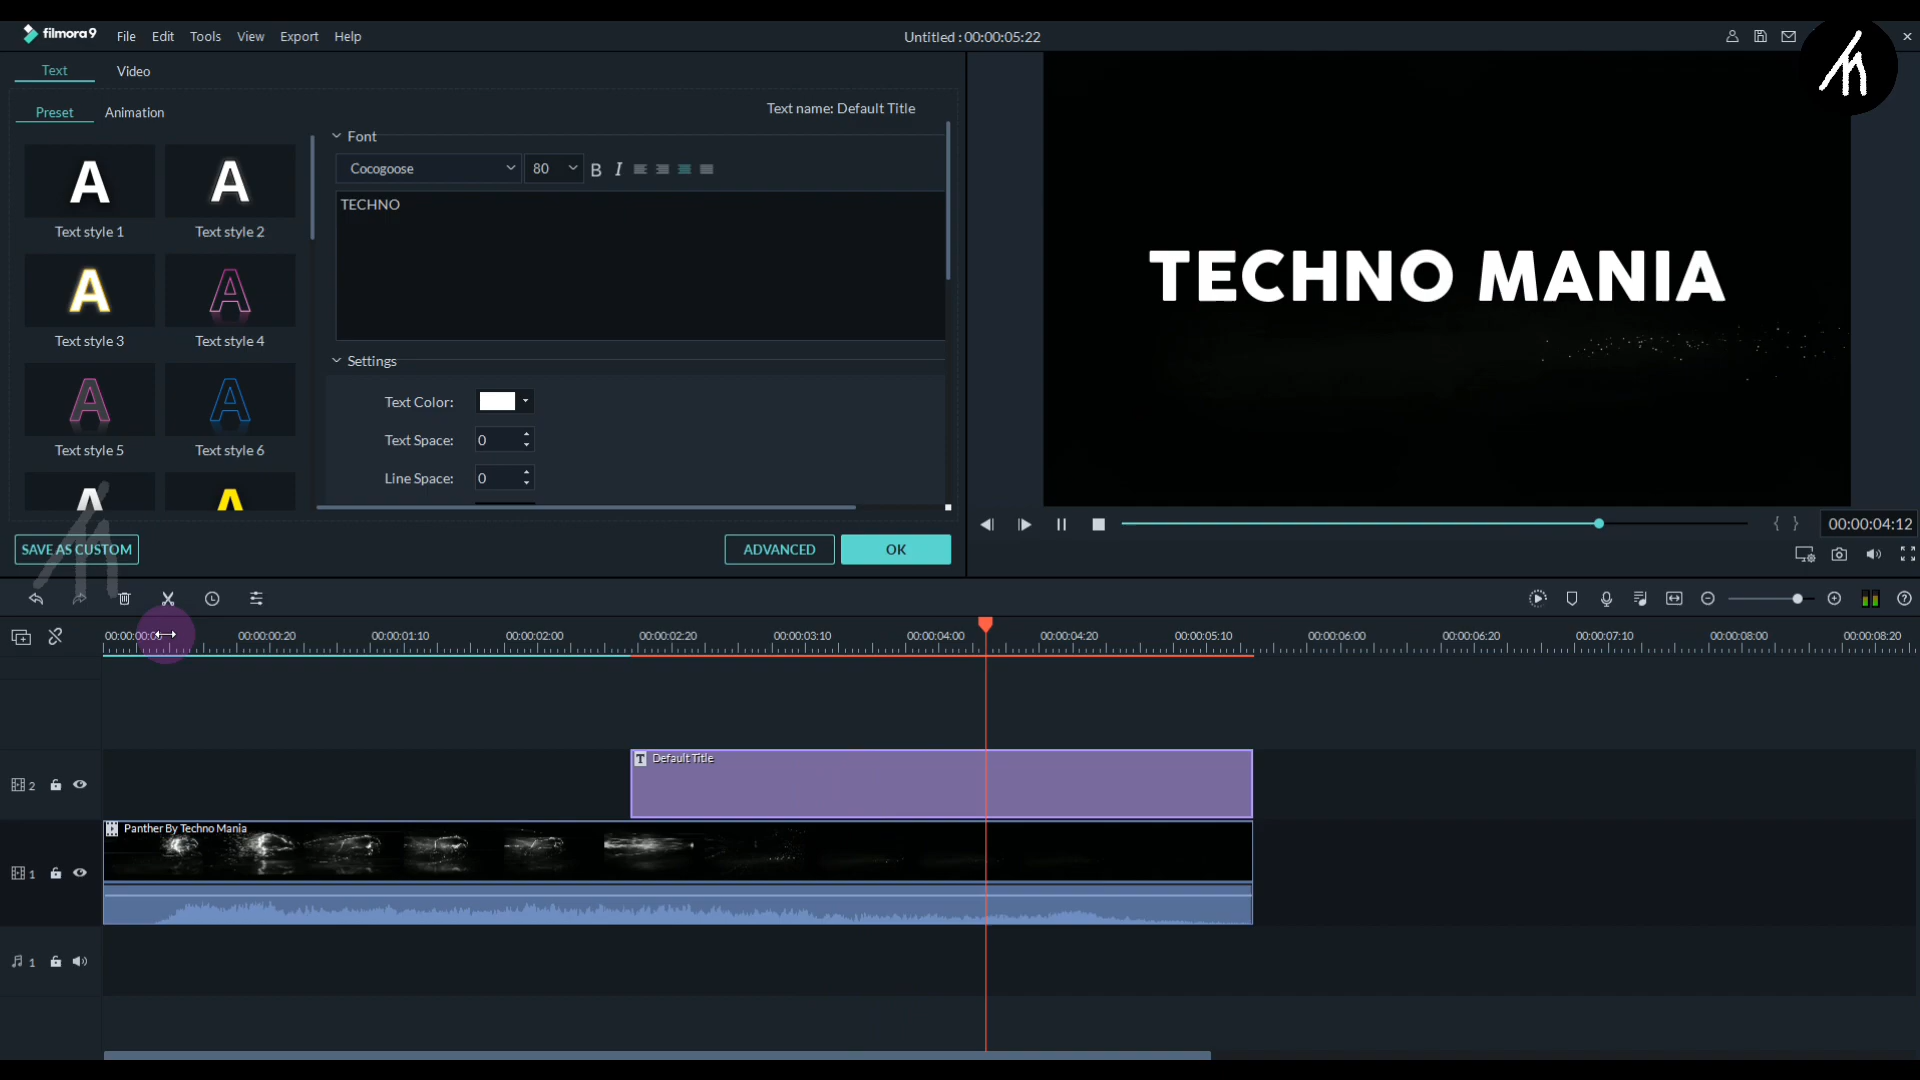 filmora9 File Edit Tools View Export Help Untitled : 00:00:05:22
Text Video
Preset Animation Text name: Default Title
Font
Cocogoose 80 B I
TECHNO
A A
Text style 1 Text style 2
A A
Text style 3 Text style 4
A A
Text style 5 Text style 6
A A
Settings
Text Color:
Text Space: 0
Line Space: 0
TECHNO MANIA
00:00:04:12
SAVE AS CUSTOM ADVANCED OK
00:00:00:00 00:00:00:20 00:00:01:10 00:00:02:00 00:00:02:20 00:00:03:10 00:00:04:00 00:00:04:20 00:00:05:10 00:00:06:00 00:00:06:20 00:00:07:10 00:00:08:00 00:00:08:20
T Default Title
2
Panther By Techno Mania
1
1